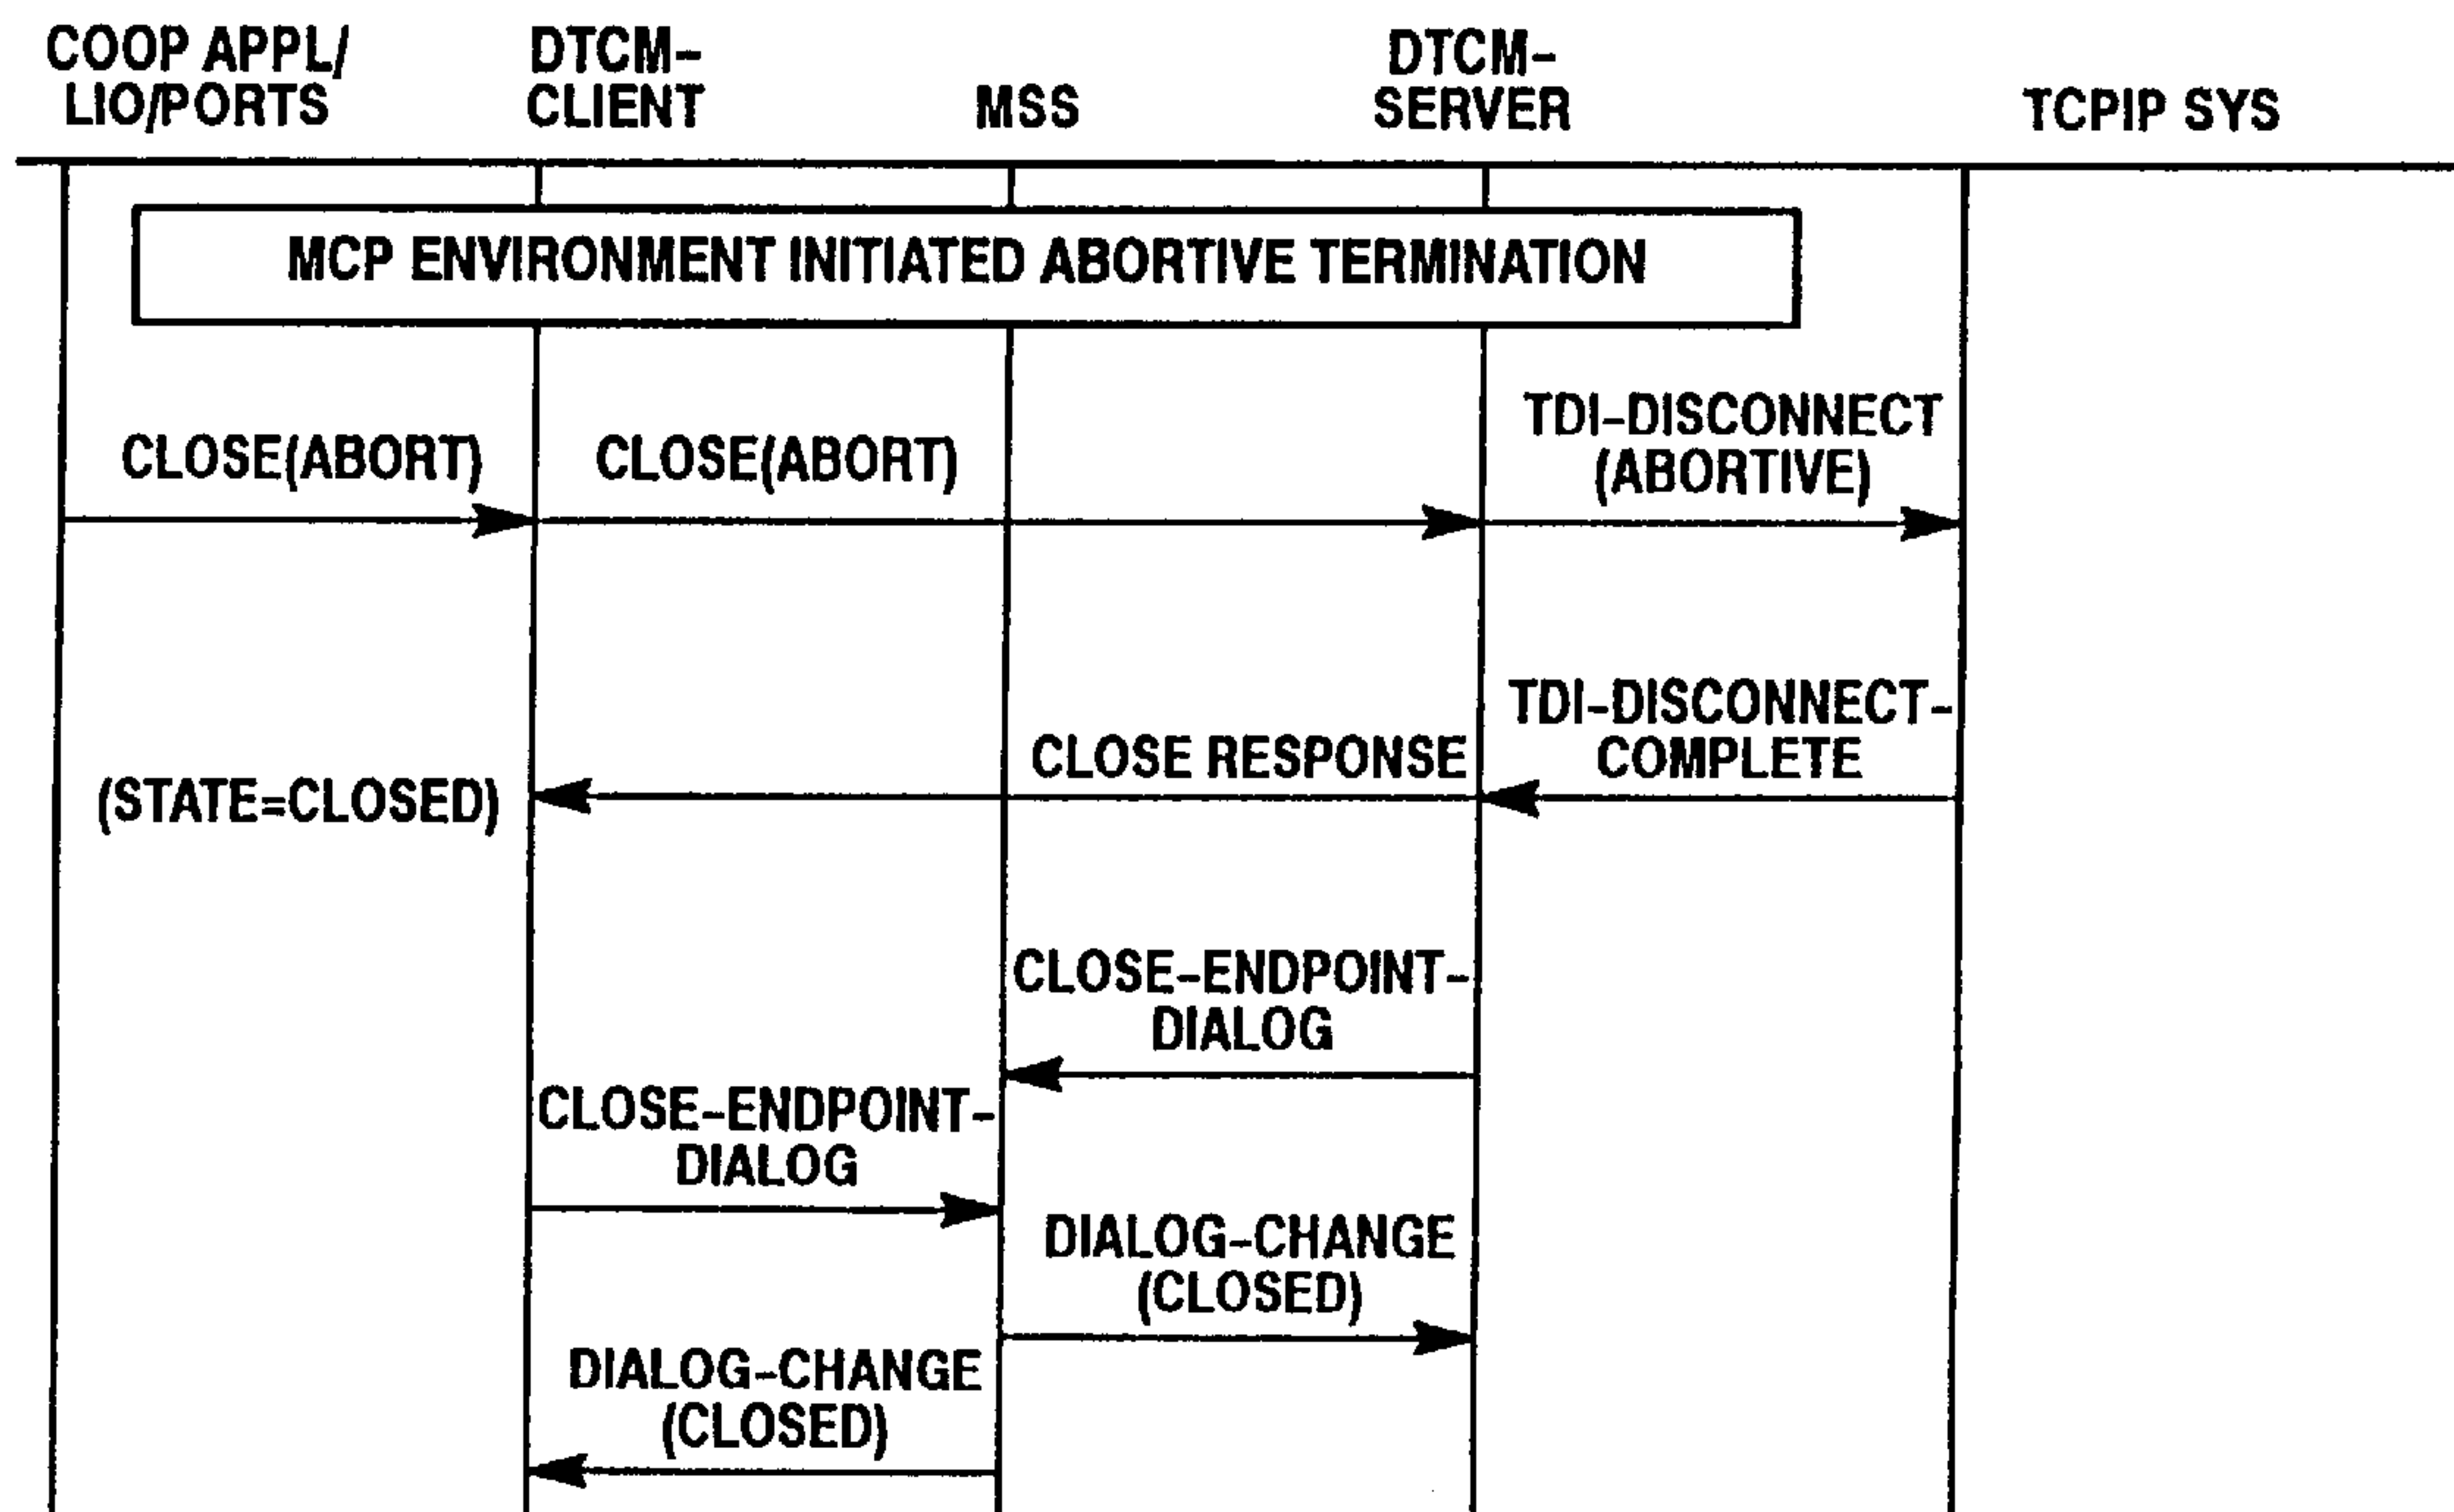 COOP APPL/
LIO/PORTS
DTCM-
CLIENT
MSS
DTCM-
SERVER
TCPIP SYS
MCP ENVIRONMENT INITIATED ABORTIVE TERMINATION
CLOSE(ABORT)
CLOSE(ABORT)
TDI-DISCONNECT
(ABORTIVE)
TDI-DISCONNECT-
COMPLETE
CLOSE RESPONSE
(STATE=CLOSED)
CLOSE-ENDPOINT-
DIALOG
CLOSE-ENDPOINT-
DIALOG
DIALOG-CHANGE
(CLOSED)
DIALOG-CHANGE
(CLOSED)